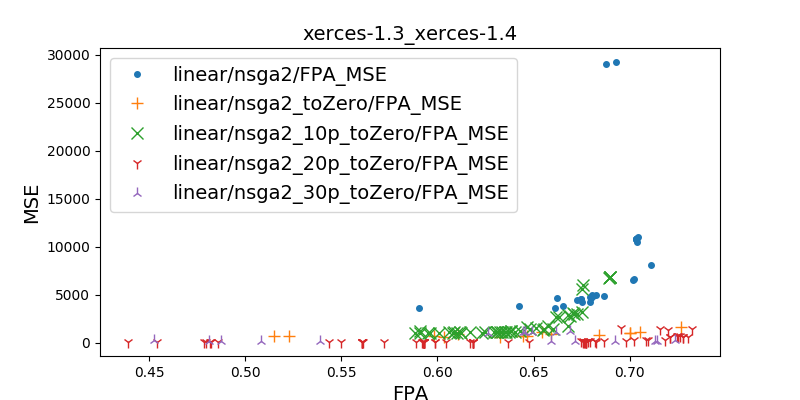 xerces-1.3_xerces-1.4
30000
25000
20000
15000
10000
5000
0
MSE
linear/nsga2/FPA_MSE
linear/nsga2_toZero/FPA_MSE
linear/nsga2_10p_toZero/FPA_MSE
linear/nsga2_20p_toZero/FPA_MSE
linear/nsga2_30p_toZero/FPA_MSE
0.45 0.50 0.55 0.60 0.65 0.70
FPA